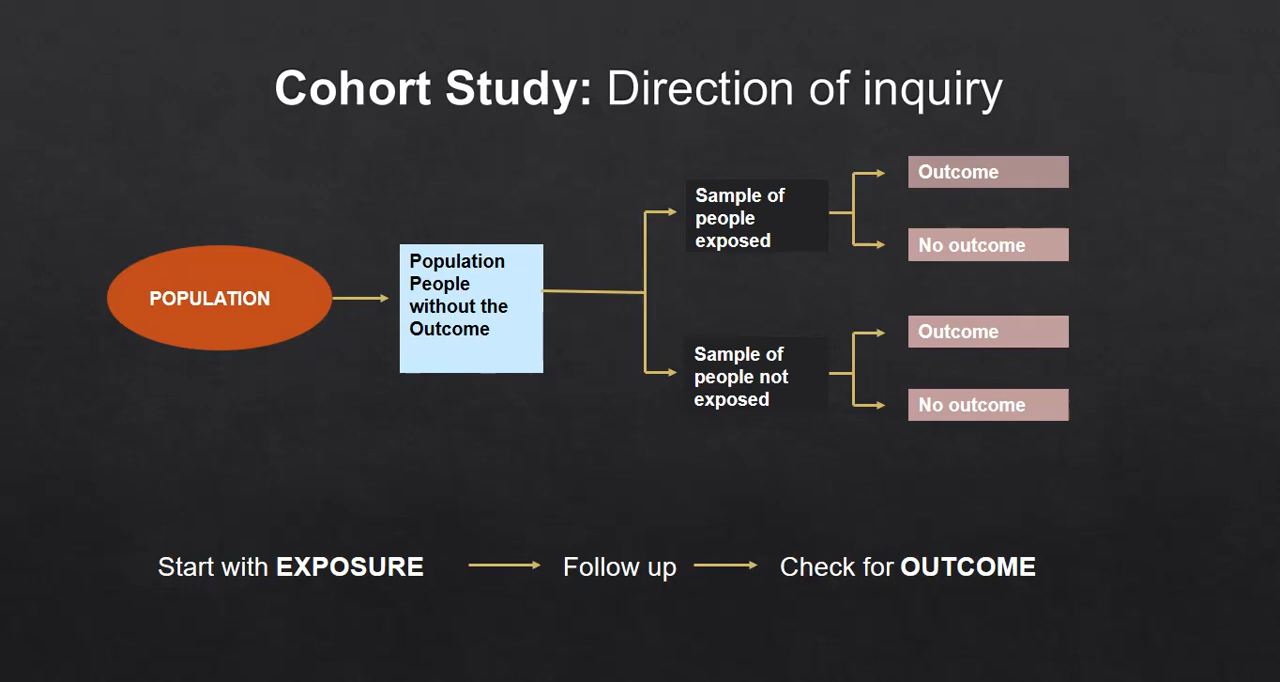 Cohort Study: Direction of inquiry
POPULATION
Population
People
without the
Outcome
Sample of
people
exposed
Outcome
No outcome
Sample of
people not
exposed
Outcome
No outcome
Start with EXPOSURE
Follow up
Check for OUTCOME